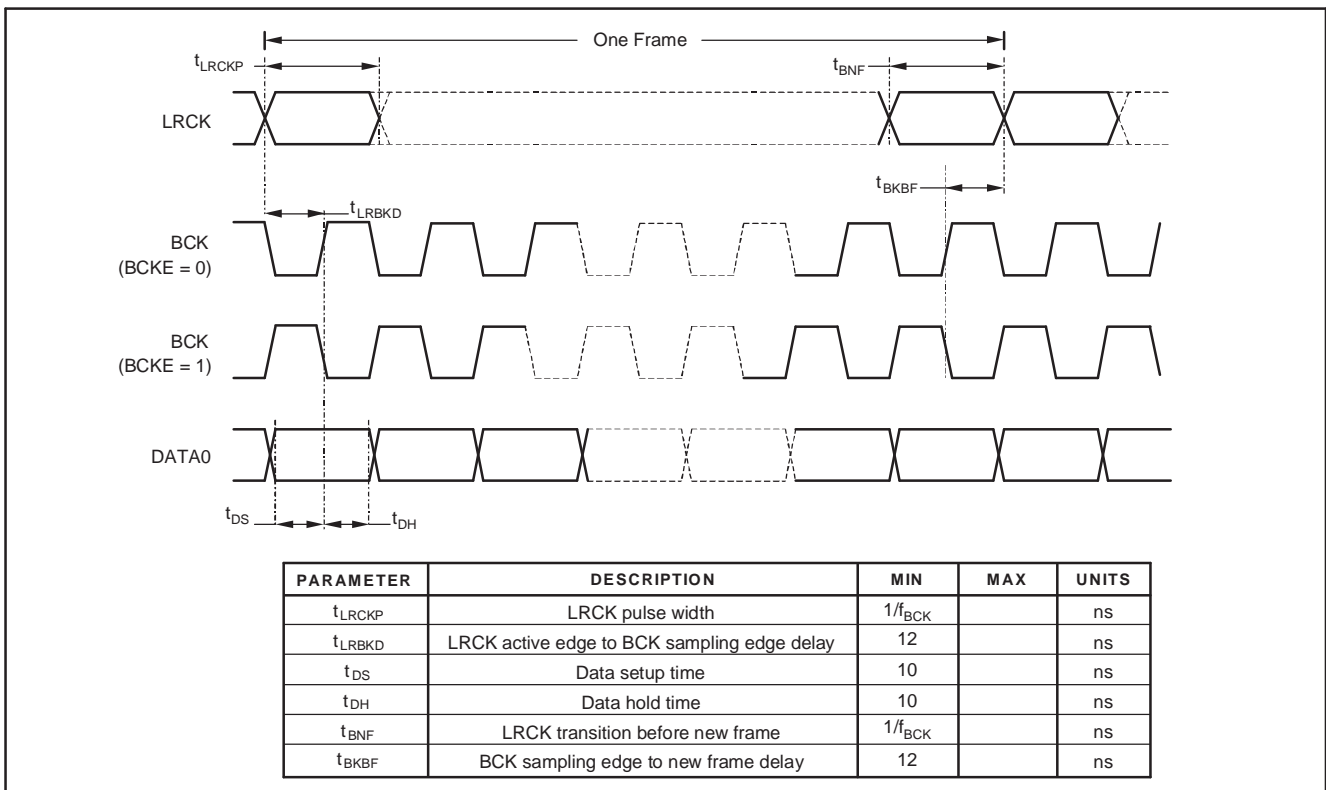 One Frame
tLRCKP
tBNF
LRCK
tBKBF
tLRBKD
BCK
(BCKE = 0)
BCK
(BCKE = 1)
DATA0
tDS
tDH
PARAMETER DESCRIPTION MIN MAX UNITS
tLRCKP LRCK pulse width 1/fBCK ns
tLRBKD LRCK active edge to BCK sampling edge delay 12 ns
tDS Data setup time 10 ns
tDH Data hold time 10 ns
tBNF LRCK transition before new frame 1/fBCK ns
tBKBF BCK sampling edge to new frame delay 12 ns